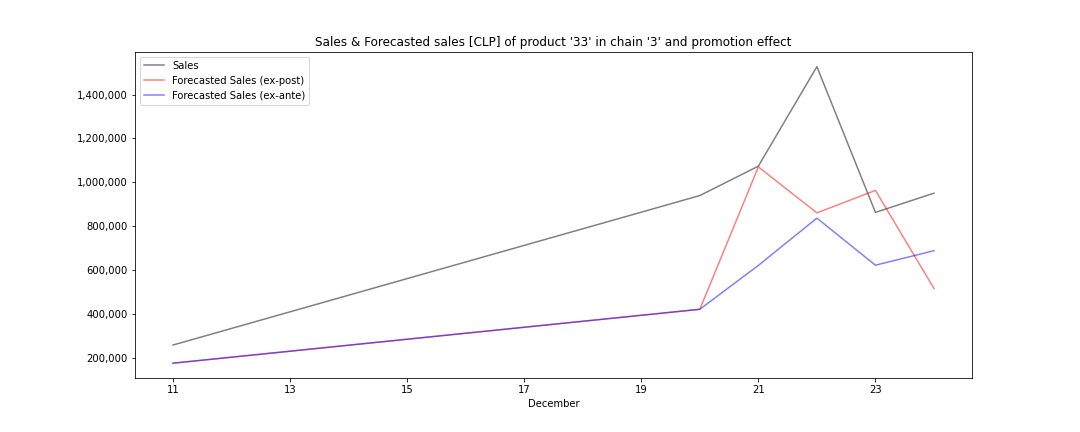 Sales & Forecasted sales [CLP] of product '33' in chain '3' and promotion effect
Sales
Forecasted Sales (ex-post)
Forecasted Sales (ex-ante)
1,400,000
1,200,000
1,000,000
800,000
600,000
400,000
200,000
11 13 15 17 19 21 23
December